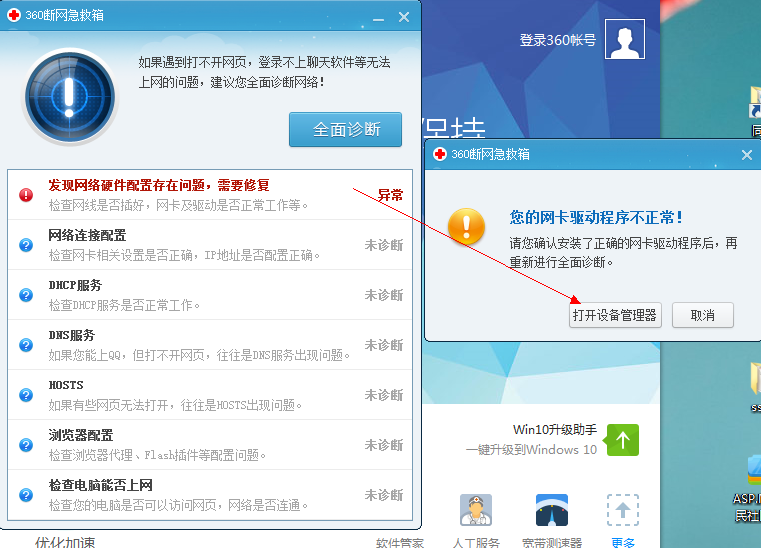 360断网急救箱
如果遇到打不开网页，登录不上聊天软件等无法
上网的问题，建议您全面诊断网络！
全面诊断
发现网络硬件配置存在问题，需要修复
检查网线是否插好，网卡及驱动是否正常工作等。
异常
网络连接配置
检查网卡相关设置是否正确，IP地址是否配置正确。
未诊断
DHCP服务
检查DHCP服务是否正常工作。
未诊断
DNS服务
如果您能上QQ，但打不开网页，往往是DNS服务出现问题。
未诊断
HOSTS
如果有些网页无法打开，往往是HOSTS出现问题。
未诊断
浏览器配置
检查浏览器代理、Flash插件等配置问题。
未诊断
检查电脑能否上网
检查您的电脑是否可以访问网页，网络是否连通。
未诊断
优化加速
登录360帐号
保持
360断网急救箱
您的网卡驱动程序不正常！
请您确认安装了正确的网卡驱动程序后，再
重新进行全面诊断。
打开设备管理器
取消
Win10升级助手
一键升级到Windows 10
软件管家
人工服务
宽带测速器
更多
同
ss
ASP.N
民社